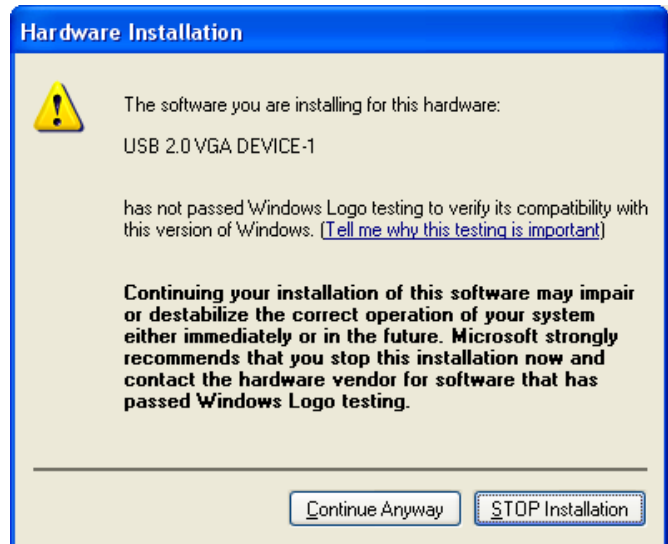 Hardware Installation
The software you are installing for this hardware:
USB 2.0 VGA DEVICE-1
has not passed Windows Logo testing to verify its compatibility with
this version of Windows. (Tell me why this testing is important)
Continuing your installation of this software may impair
or destabilize the correct operation of your system
either immediately or in the future. Microsoft strongly
recommends that you stop this installation now and
contact the hardware vendor for software that has
passed Windows Logo testing.
Continue Anyway
STOP Installation